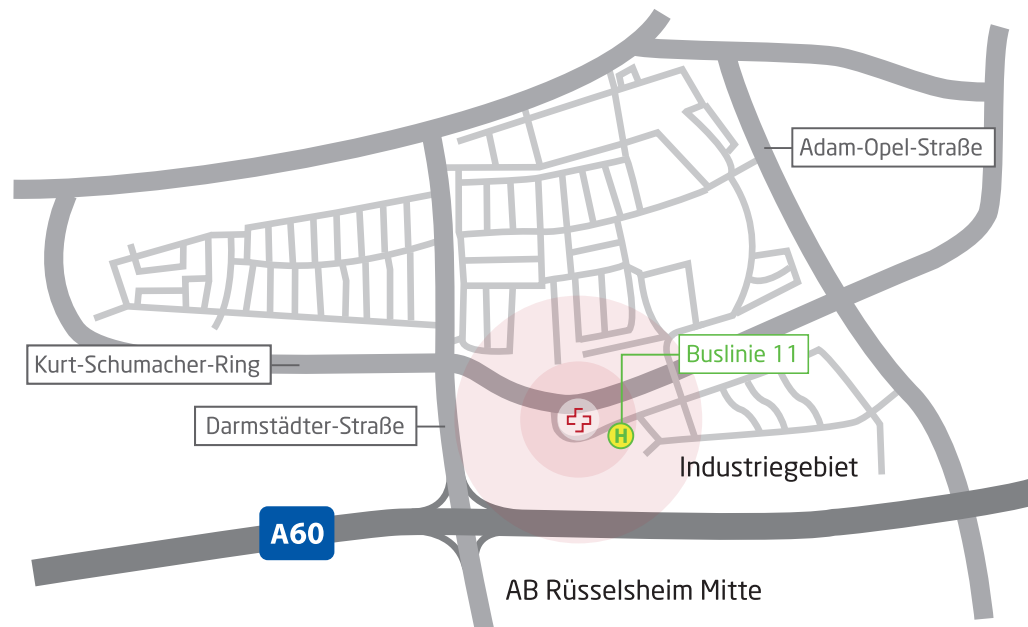 Adam-Opel-Straße
Buslinie 11
Kurt-Schumacher-Ring
Darmstädter-Straße
H
Industriegebiet
A60
AB Rüsselsheim Mitte